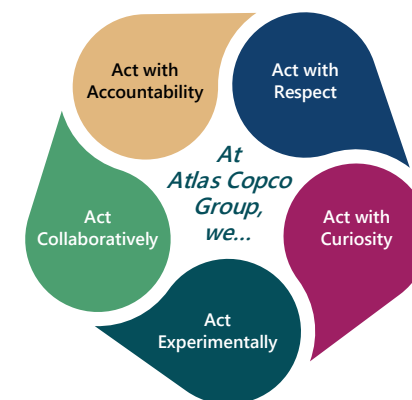 Act with
Accountability
Act with
Respect
At
Atlas Copco
Group,
we...
Act
Collaboratively
Act with
Curiosity
Act
Experimentally